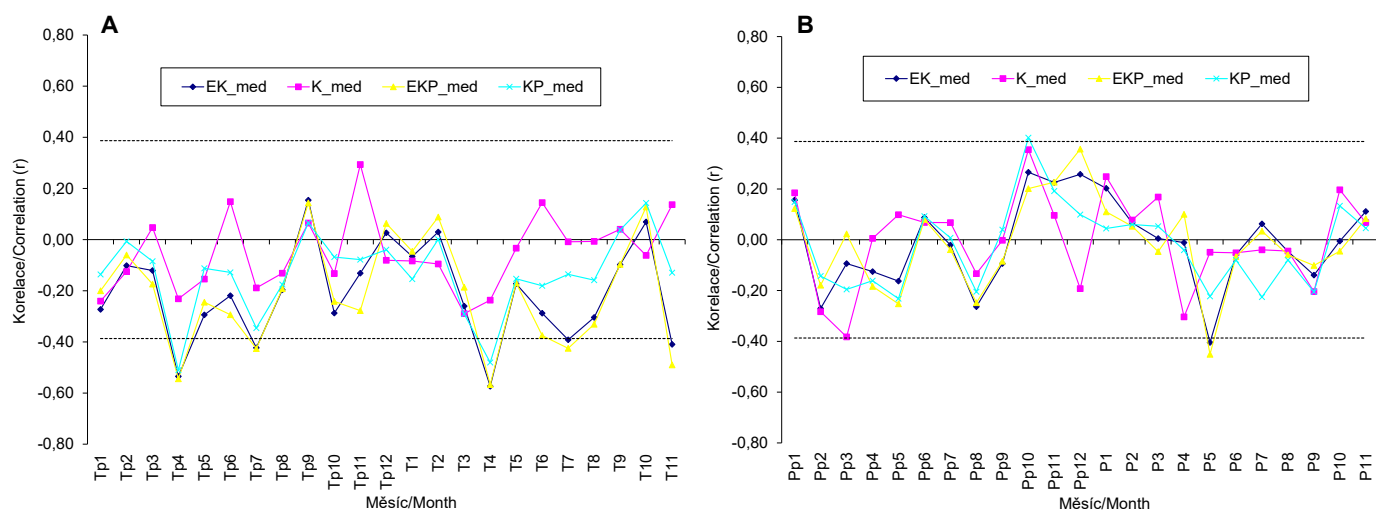 A
0,80
0,60
0,40
0,20
0,00
-0,20
-0,40
-0,60
-0,80
Korelace/Correlation (r)
EK_med K_med EKP_med KP_med
Tp1 Tp2 Tp3 Tp4 Tp5 Tp6 Tp7 Tp8 Tp9 Tp10 Tp11 Tp12 T1 T2 T3 T4 T5 T6 T7 T8 T9 T10 T11
Měsíc/Month
B
0,80
0,60
0,40
0,20
0,00
-0,20
-0,40
-0,60
-0,80
Korelace/Correlation (r)
EK_med K_med EKP_med KP_med
Pp1 Pp2 Pp3 Pp4 Pp5 Pp6 Pp7 Pp8 Pp9 Pp10 Pp11 Pp12 P1 P2 P3 P4 P5 P6 P7 P8 P9 P10 P11
Měsíc/Month